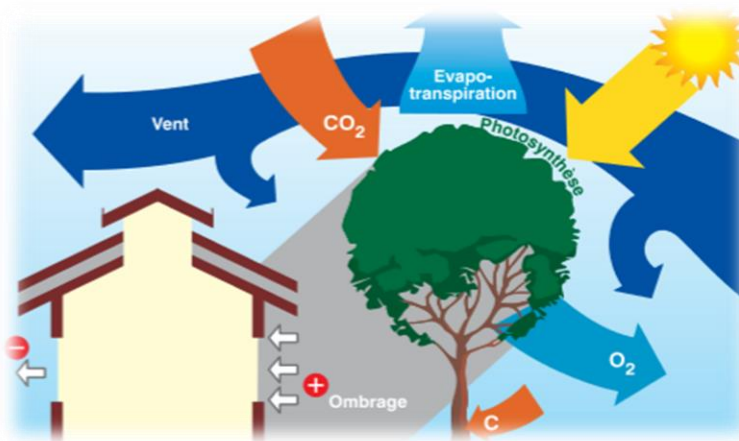 Evapo-
transpiration
Vent
CO₂
Photosynthèse
O₂
Ombrage
C
−
+